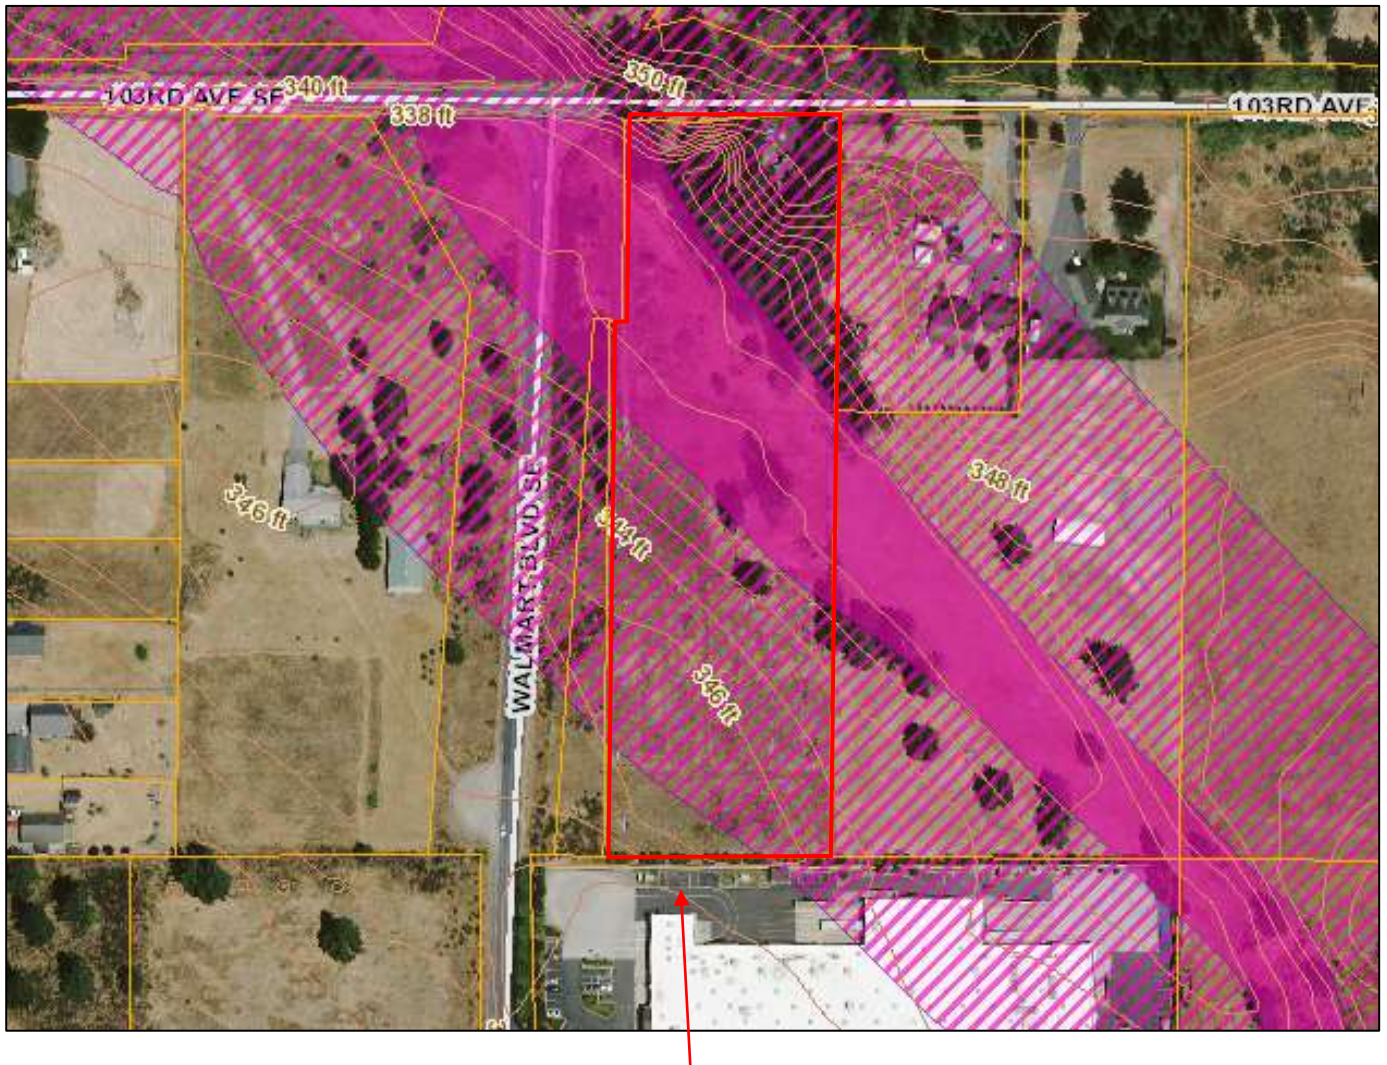 350 ft
340 ft
103RD AVE SE
103RD AVE S
338 ft
348 ft
346 ft
344 ft
WALMART BLVD SE
346 ft